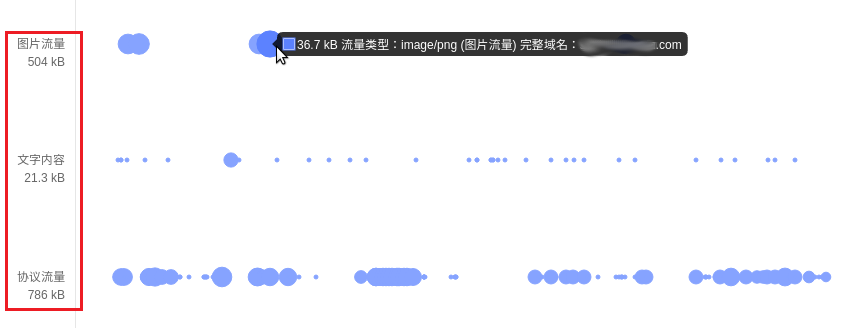 图片流量
504 kB
36.7 kB 流量类型：image/png (图片流量) 完整域名： .com
文字内容
21.3 kB
协议流量
786 kB